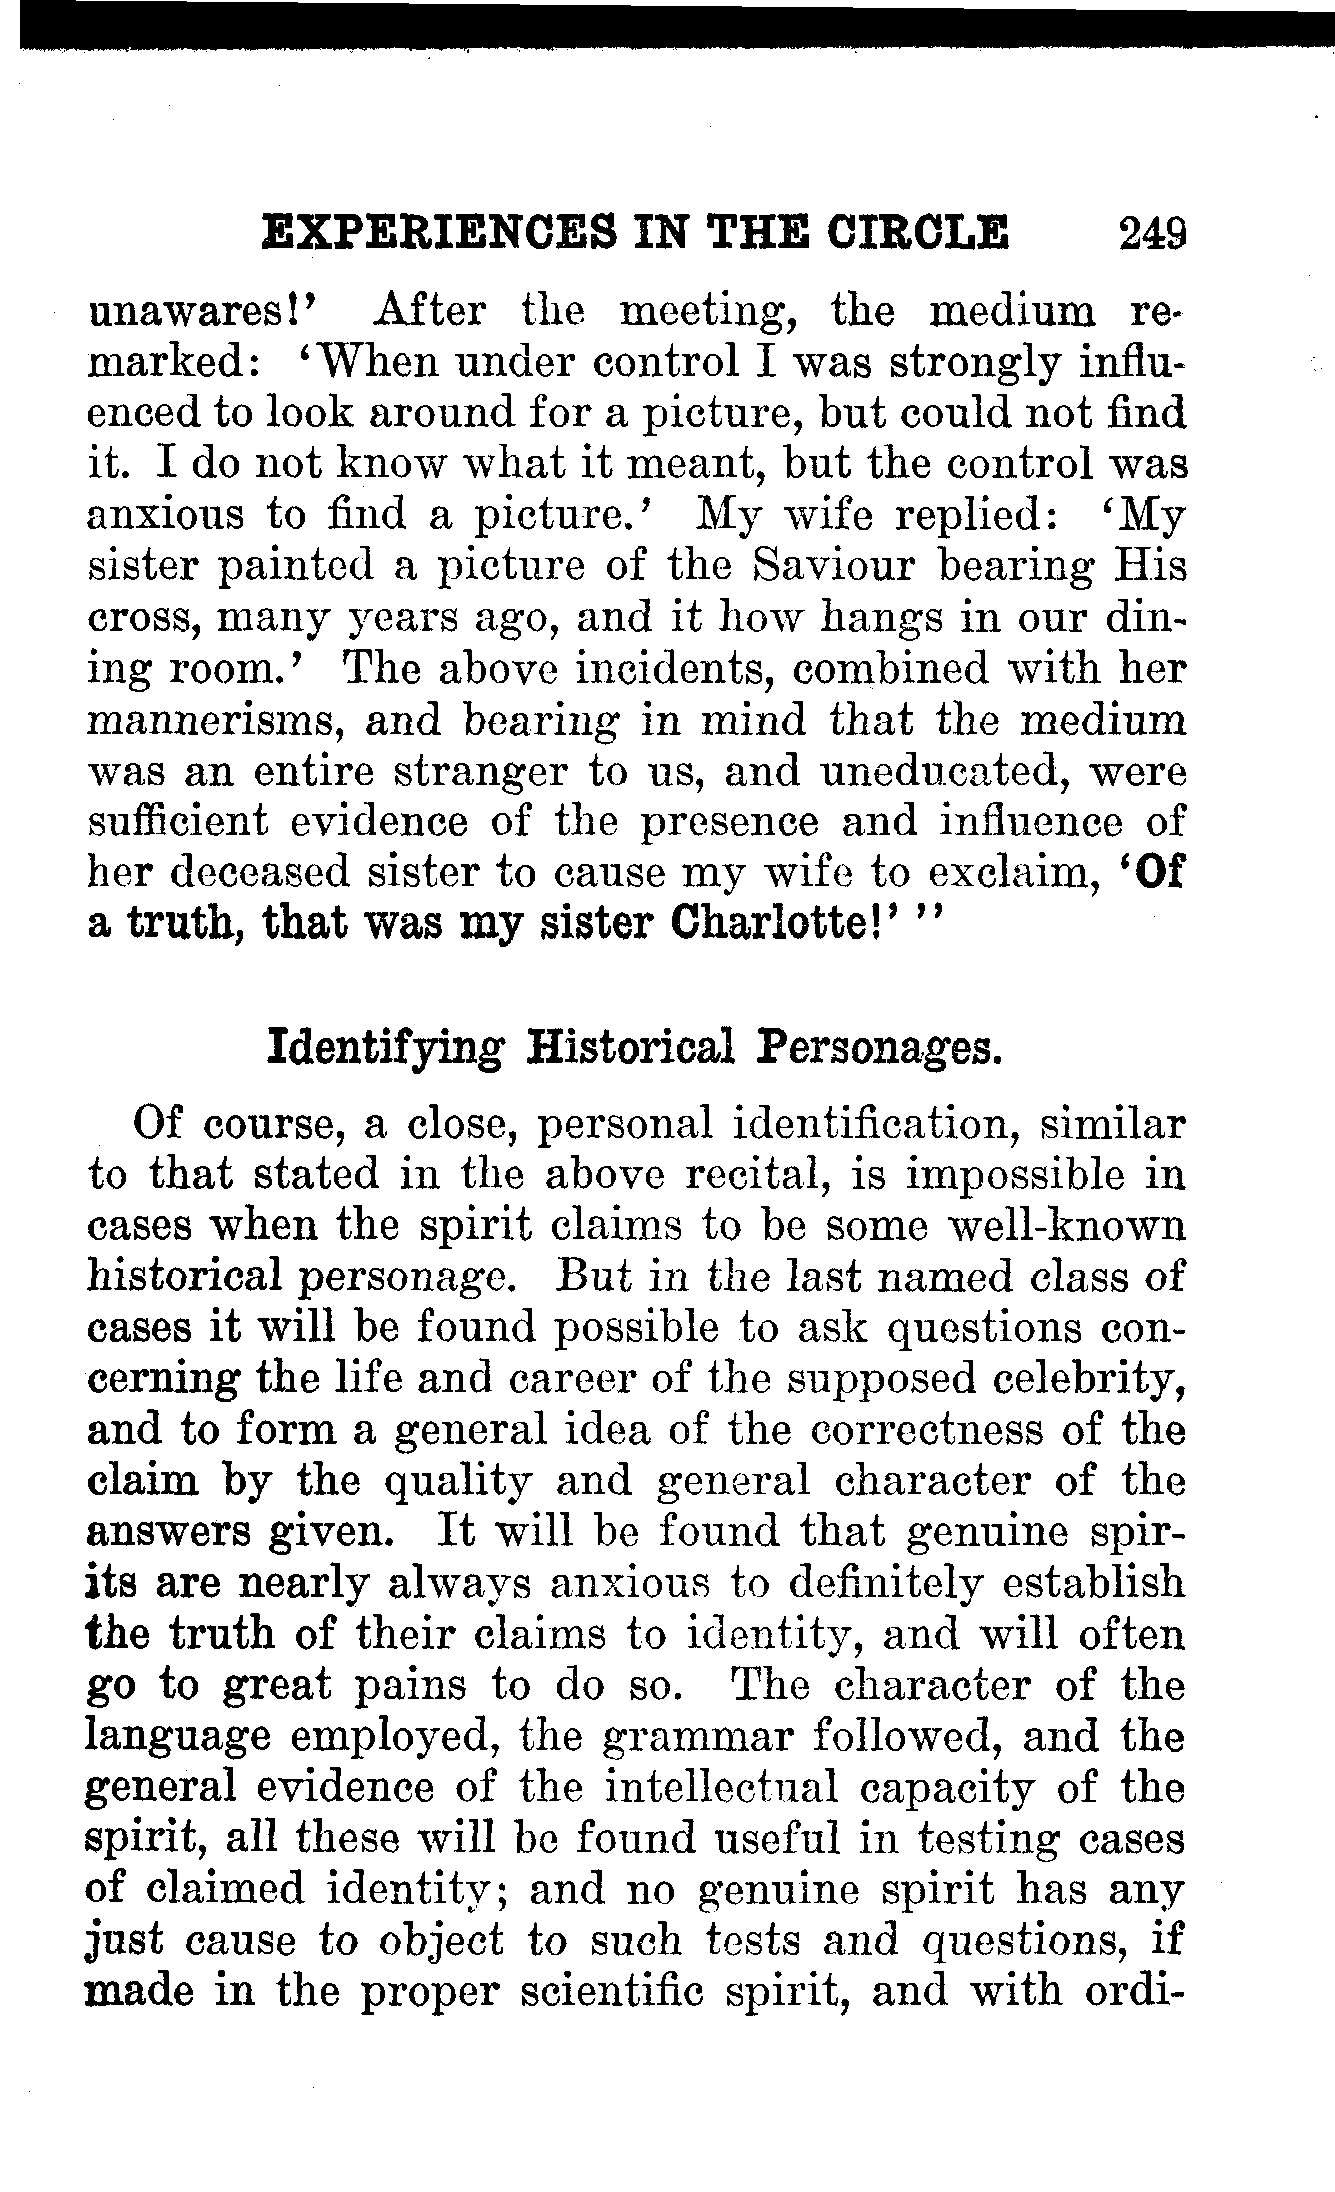 EXPERIENCES IN THE CIRCLE 249
unawares!’ After the meeting, the medium re-
marked: ‘When under control I was strongly influ-
enced to look around for a picture, but could not find
it. I do not know what it meant, but the control was
anxious to find a picture.’ My wife replied: ‘My
sister painted a picture of the Saviour bearing His
cross, many years ago, and it how hangs in our din-
ing room.’ The above incidents, combined with her
mannerisms, and bearing in mind that the medium
was an entire stranger to us, and uneducated, were
sufficient evidence of the presence and influence of
her deceased sister to cause my wife to exclaim, ‘Of
a truth, that was my sister Charlotte!’ ’’
Identifying Historical Personages.
Of course, a close, personal identification, similar
to that stated in the above recital, is impossible in
cases when the spirit claims to be some well-known
historical personage. But in the last named class of
cases it will be found possible to ask questions con-
cerning the life and career of the supposed celebrity,
and to form a general idea of the correctness of the
claim by the quality and general character of the
answers given. It will be found that genuine spir-
its are nearly always anxious to definitely establish
the truth of their claims to identity, and will often
go to great pains to do so. The character of the
language employed, the grammar followed, and the
general evidence of the intellectual capacity of the
spirit, all these will be found useful in testing cases
of claimed identity; and no genuine spirit has any
just cause to object to such tests and questions, if
made in the proper scientific spirit, and with ordi-